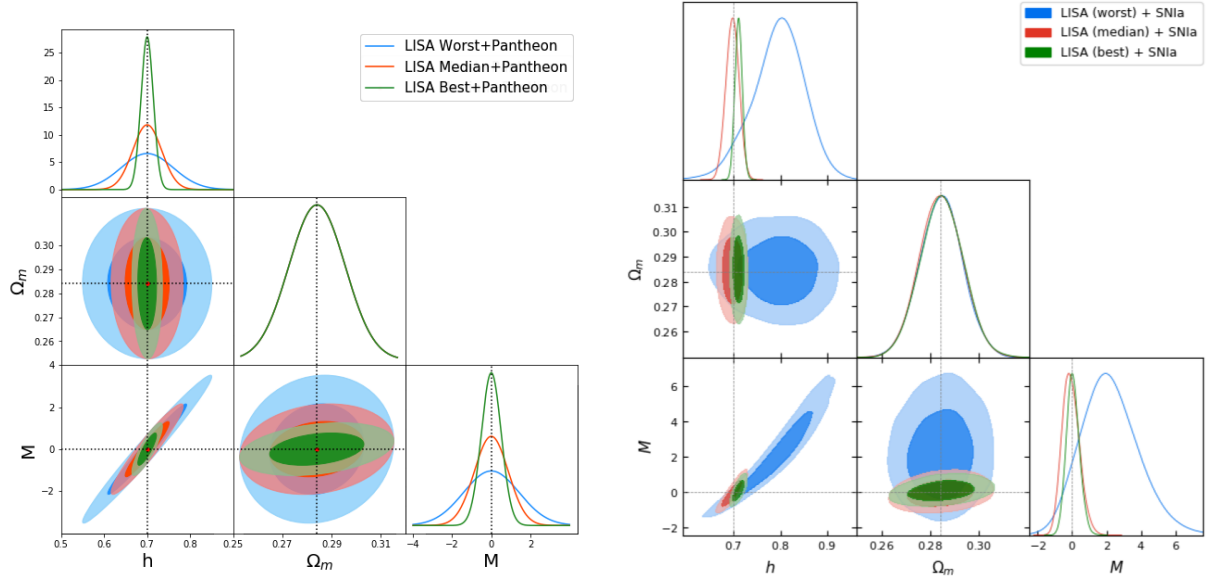 LISA Worst+Pantheon
LISA Median+Pantheon
LISA Best+Pantheon
25
20
15
10
5
0
0.30
0.29
0.28
0.27
0.26
Ωm
4
2
0
−2
M
0.5 0.6 0.7 0.8 0.25 0.27 0.29 0.31 −4 −2 0 2
h Ωm M
LISA (worst) + SNIa
LISA (median) + SNIa
LISA (best) + SNIa
0.31
0.30
0.29
0.28
0.27
0.26
Ωm
6
4
2
0
−2
M
0.7 0.8 0.9 0.26 0.28 0.30 −2 0 2 4 6
h Ωm M